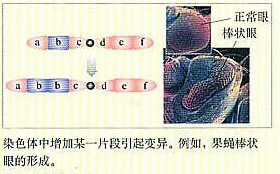 正常眼
棒状眼
a b c d e f
a b b c d e f
染色体中增加某一片段引起变异。例如，果蝇棒状
眼的形成。